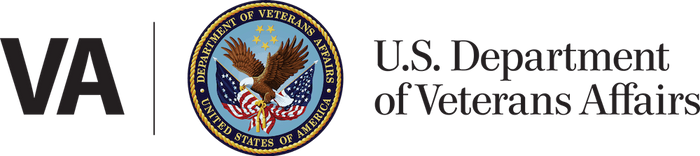 VA
DEPARTMENT OF VETERANS AFFAIRS
UNITED STATES OF AMERICA
U.S. Department
of Veterans Affairs